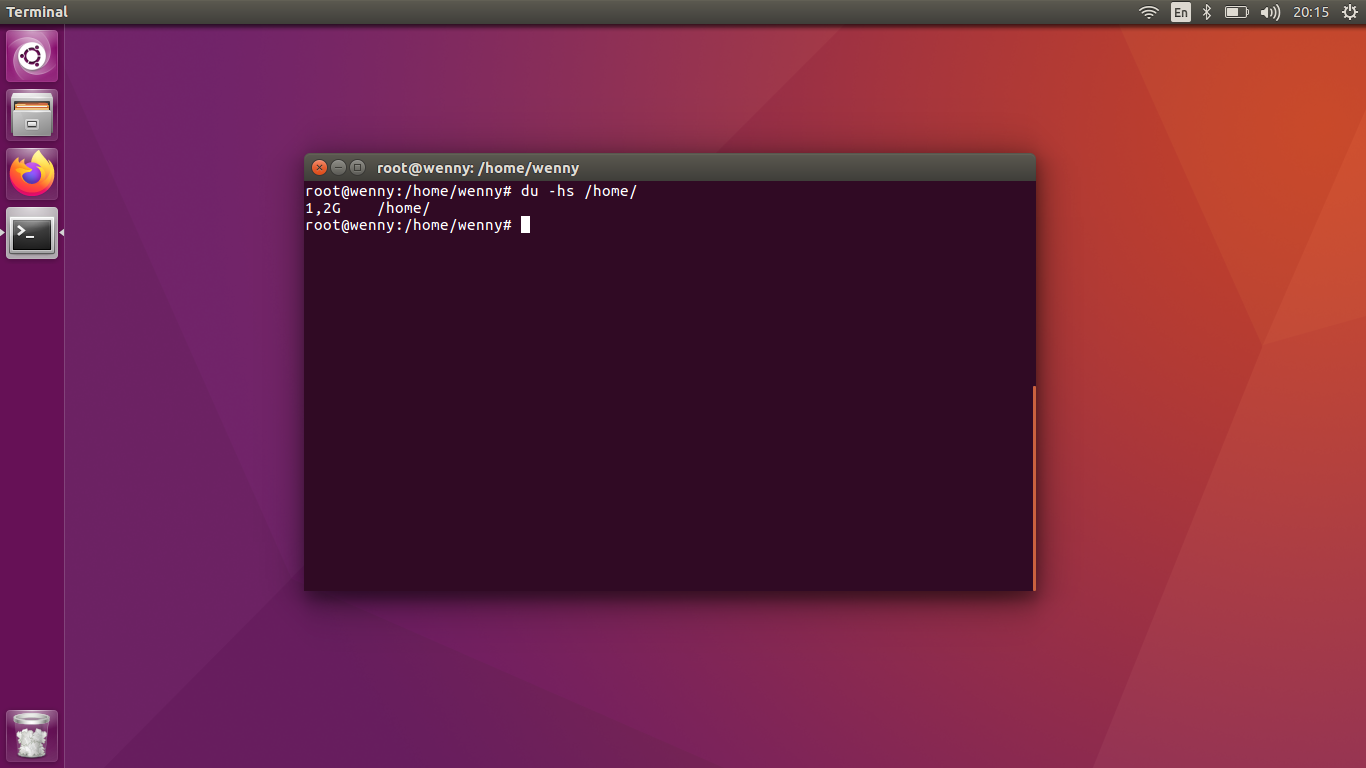 Terminal
En
20:15
root@wenny: /home/wenny
root@wenny:/home/wenny# du -hs /home/
1,2G    /home/
root@wenny:/home/wenny#
>_